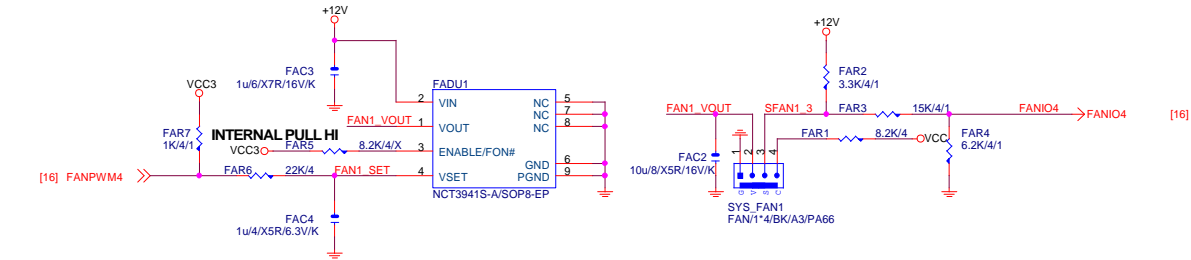 +12V
FAC3
1u/6/X7R/16V/K
VCC3
FAR7
1K/4/1
INTERNAL PULL HI
VCC3
FAR5
8.2K/4/X
FAN1_VOUT
[16] FANPWM4
FAR6
22K/4
FAN1_SET
FAC4
1u/4/X5R/6.3V/K
FADU1
2 VIN
1 VOUT
3 ENABLE/FON#
4 VSET
NC 5
NC 7
NC 8
GND 6
PGND 9
NCT3941S-A/SOP8-EP
+12V
FAR2
3.3K/4/1
FAN1_VOUT
SFAN1_3
FAR3
15K/4/1
FANIO4
FANIO4
[16]
FAR1
8.2K/4
VCC
FAR4
6.2K/4/1
FAC2
10u/8/X5R/16V/K
1 2 3 4
G V S C
SYS_FAN1
FAN/1*4/BK/A3/PA66